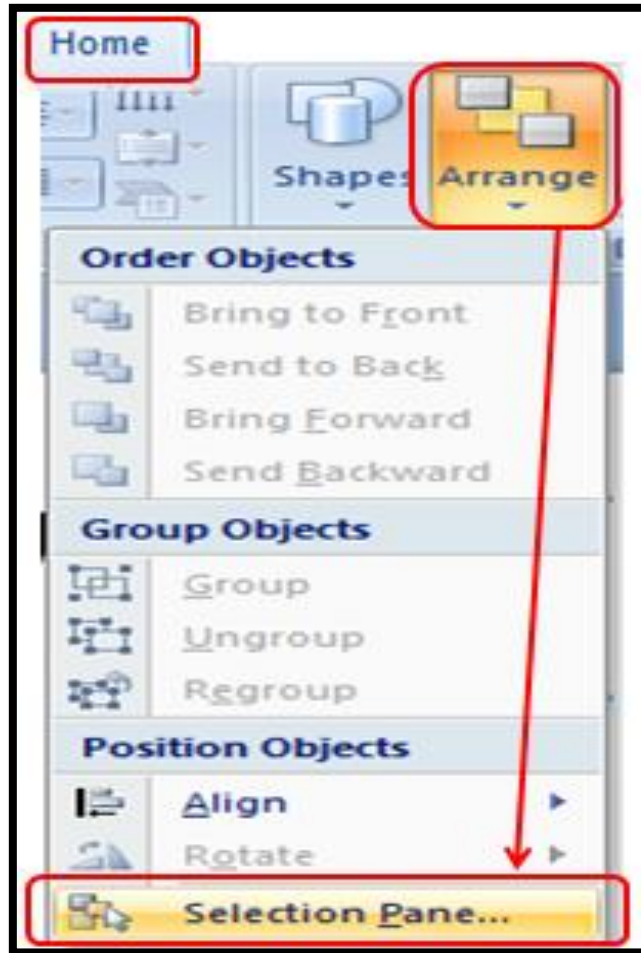 Home
Shapes Arrange
Order Objects
Bring to Front
Send to Back
Bring Forward
Send Backward
Group Objects
Group
Ungroup
Regroup
Position Objects
Align
Rotate
Selection Pane...